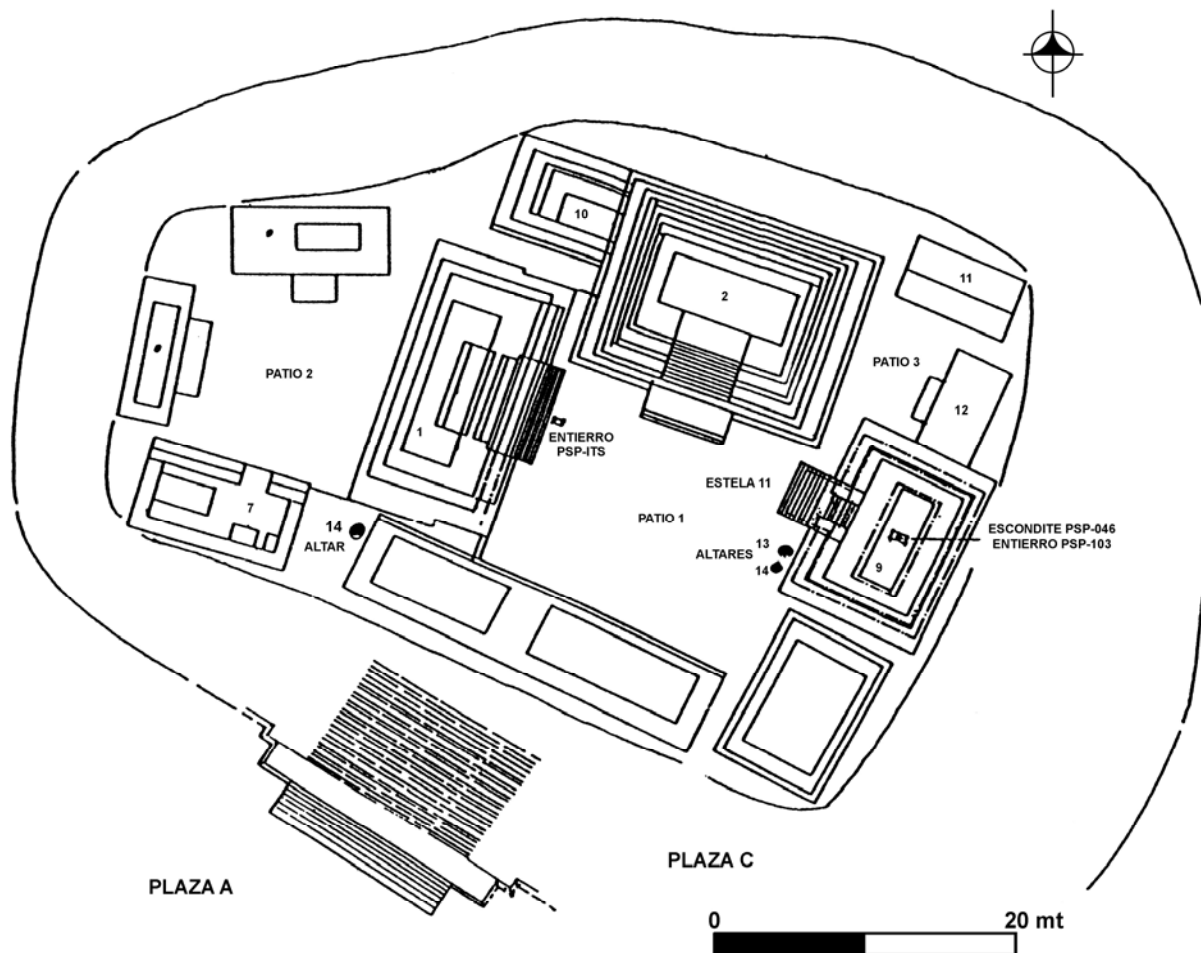 10
2
11
PATIO 3
PATIO 2
12
1
ENTIERRO
PSP-ITS
ESTELA 11
PATIO 1
7
14
ALTAR
ESCONDITE PSP-046
ENTIERRO PSP-103
13
ALTARES
14
9
PLAZA C
PLAZA A
0
20 mt